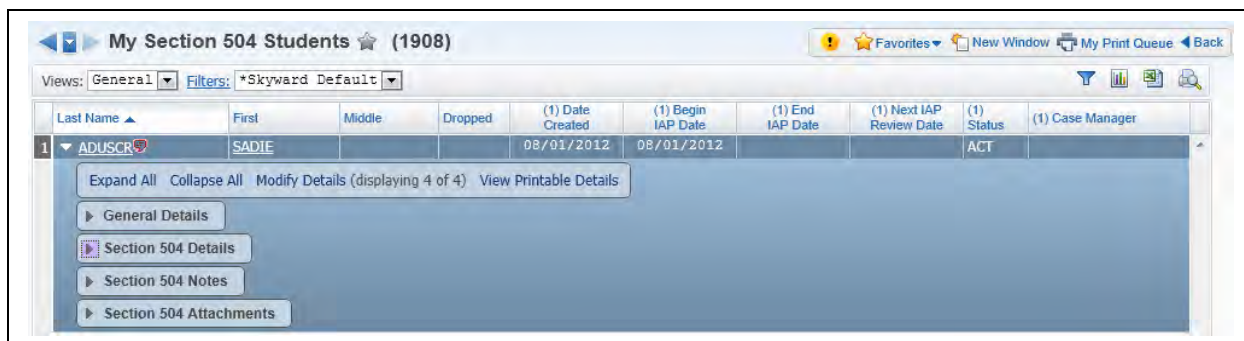 My Section 504 Students (1908) Favorites New Window My Print Queue Back
Views: General Filters: *Skyward Default
Last Name First Middle Dropped (1) Date Created (1) Begin IAP Date (1) End IAP Date (1) Next IAP Review Date (1) Status (1) Case Manager
1 ADUSCR SADIE 08/01/2012 08/01/2012 ACT
Expand All Collapse All Modify Details (displaying 4 of 4) View Printable Details
General Details
Section 504 Details
Section 504 Notes
Section 504 Attachments